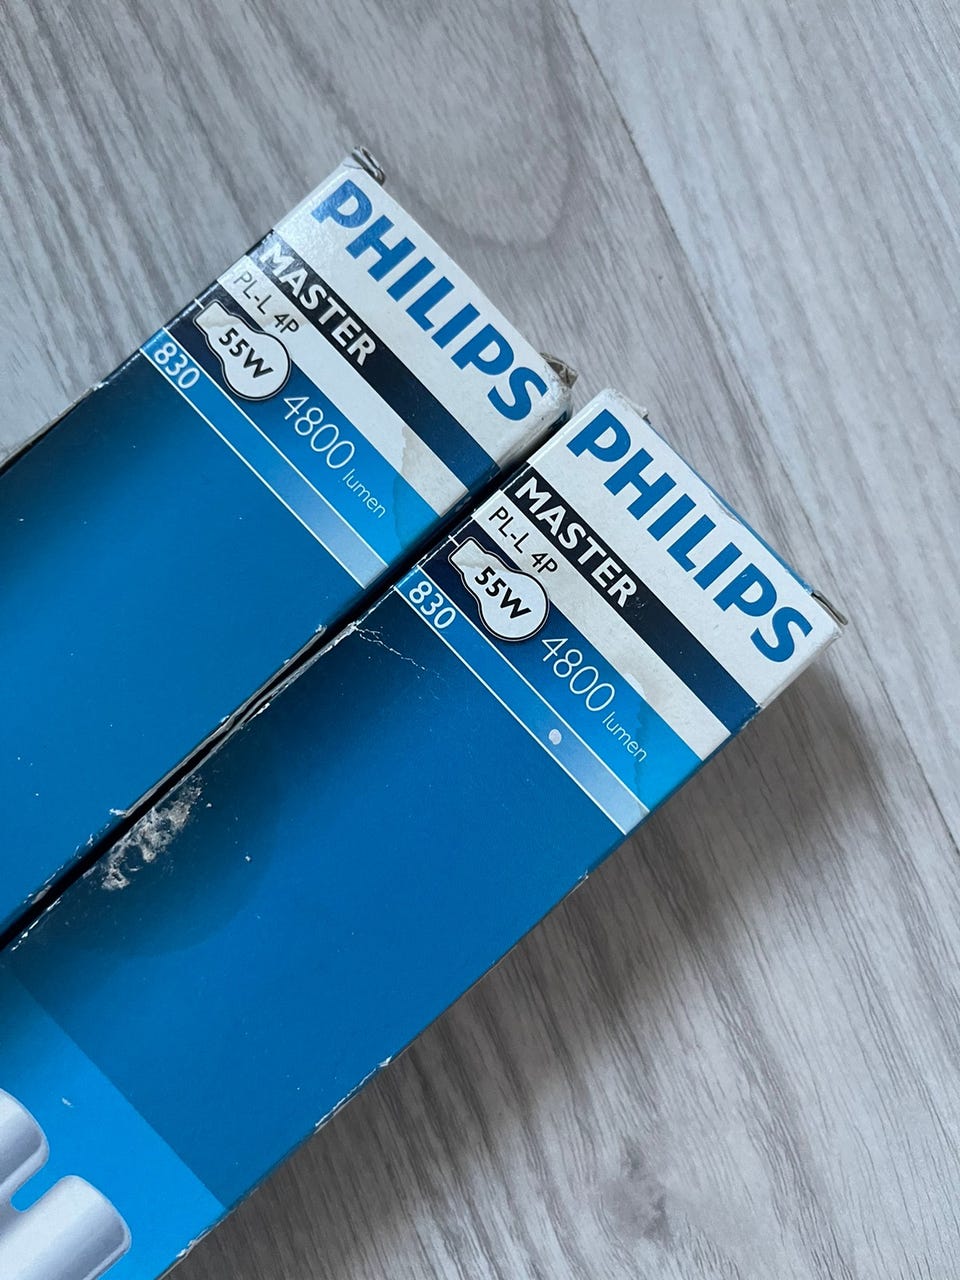 PHILIPS
MASTER
PL-L 4P
55W
4800 lumen
830
PHILIPS
MASTER
PL-L 4P
55W
4800 lumen
830